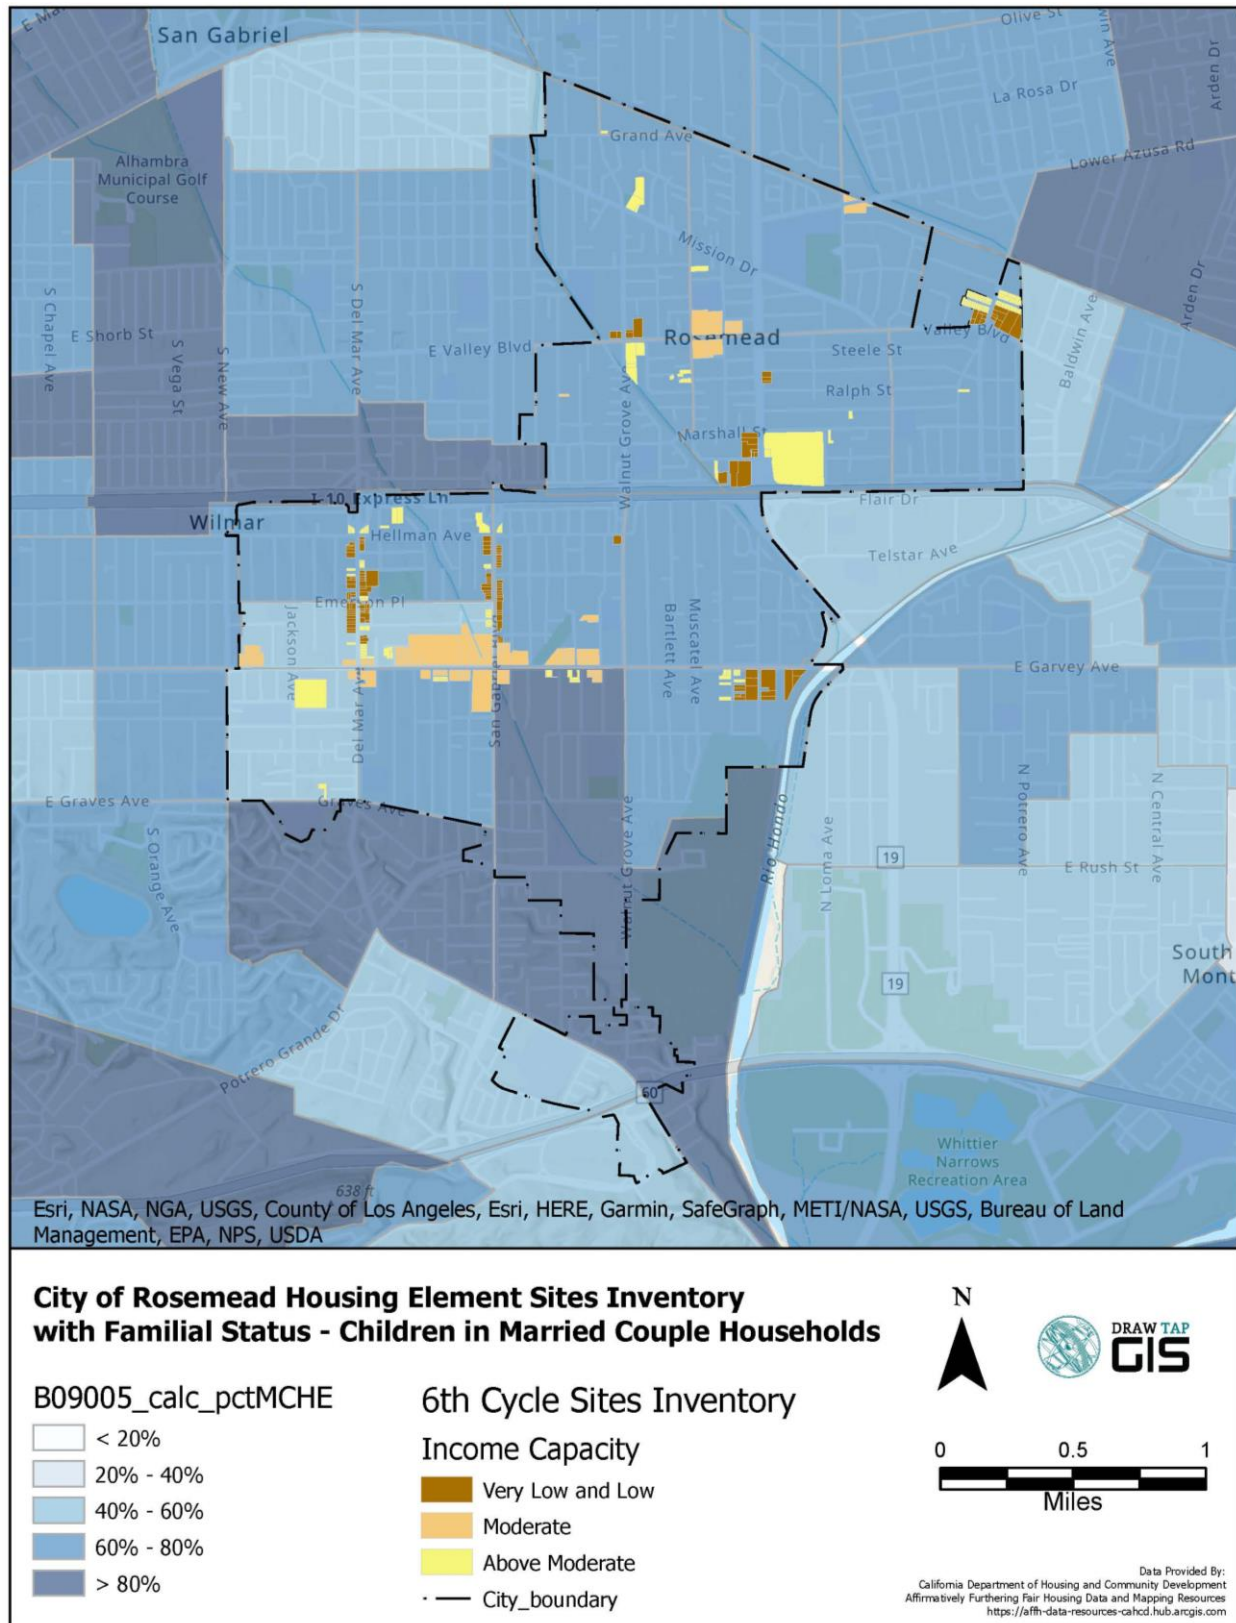 San Gabriel
Olive St
La Rosa Dr
Arden Dr
Grand Ave
Lower Azusa Rd
Alhambra
Municipal Golf
Course
Mission Dr
Arden Dr
S Chapel Ave
E Shorb St
S Vega St
S New Ave
S Del Mar Ave
E Valley Blvd
Rosemead
Valley Blvd
Steele St
Baldwin Ave
Ralph St
Walnut Grove Ave
Marshall St
I-10 Express Ln
Flair Dr
Wilmar
Hellman Ave
Telstar Ave
Emerson Pl
Jackson Ave
Del Mar Ave
Bartlett Ave
Muscatel Ave
E Garvey Ave
E Graves Ave
Graves Ave
S Orange Ave
Walnut Grove Ave
Rio Hondo
N Loma Ave
19
N Potrero Ave
N Central Ave
E Rush St
South
Mont
19
Potrero Grande Dr
60
Whittier
Narrows
Recreation Area
638 ft
Esri, NASA, NGA, USGS, County of Los Angeles, Esri, HERE, Garmin, SafeGraph, METI/NASA, USGS, Bureau of Land
Management, EPA, NPS, USDA
City of Rosemead Housing Element Sites Inventory
with Familial Status - Children in Married Couple Households
B09005_calc_pctMCHE
< 20%
20% - 40%
40% - 60%
60% - 80%
> 80%
6th Cycle Sites Inventory
Income Capacity
Very Low and Low
Moderate
Above Moderate
City_boundary
N
DRAW TAP
GIS
0 0.5 1
Miles
Data Provided By:
California Department of Housing and Community Development
Affirmatively Furthering Fair Housing Data and Mapping Resources
https://affh-data-resources-cahcd.hub.arcgis.com